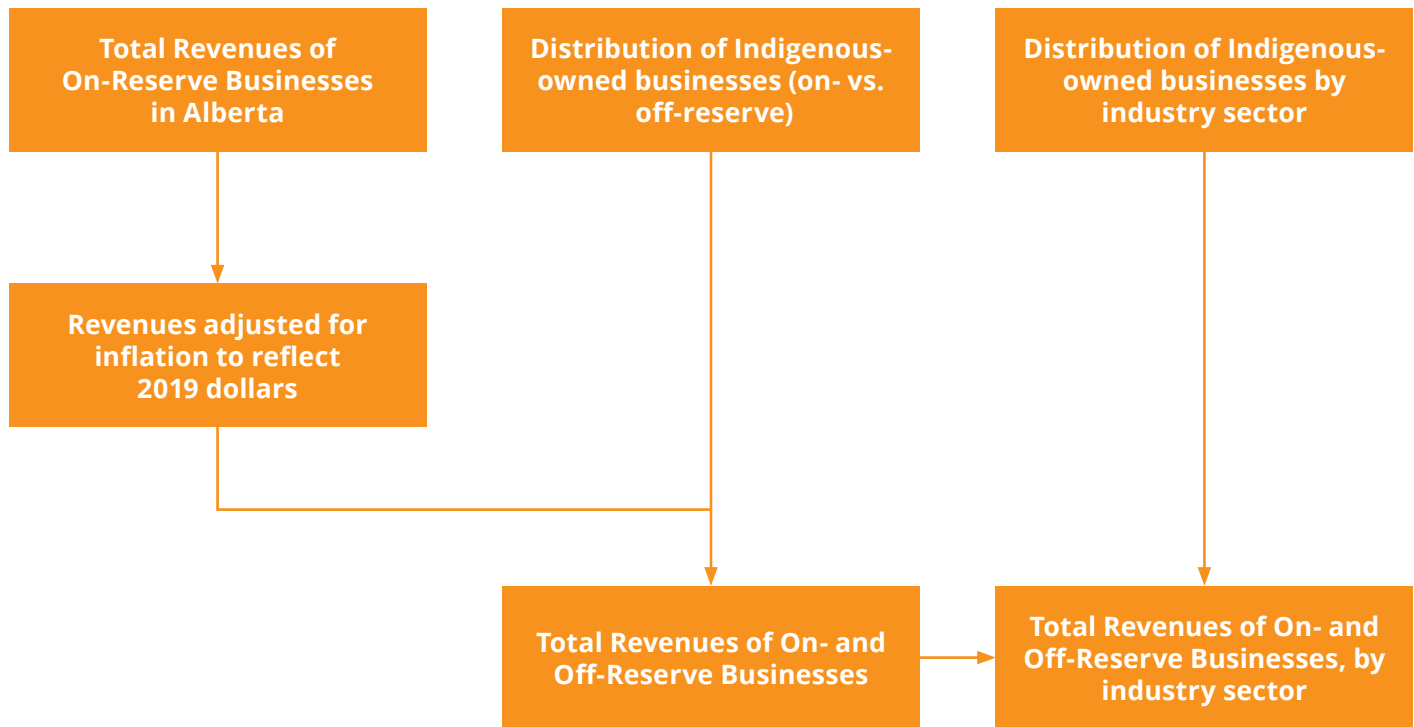 Total Revenues of
On-Reserve Businesses
in Alberta
Distribution of Indigenous-
owned businesses (on- vs.
off-reserve)
Distribution of Indigenous-
owned businesses by
industry sector
Revenues adjusted for
inflation to reflect
2019 dollars
Total Revenues of On- and
Off-Reserve Businesses
Total Revenues of On- and
Off-Reserve Businesses, by
industry sector